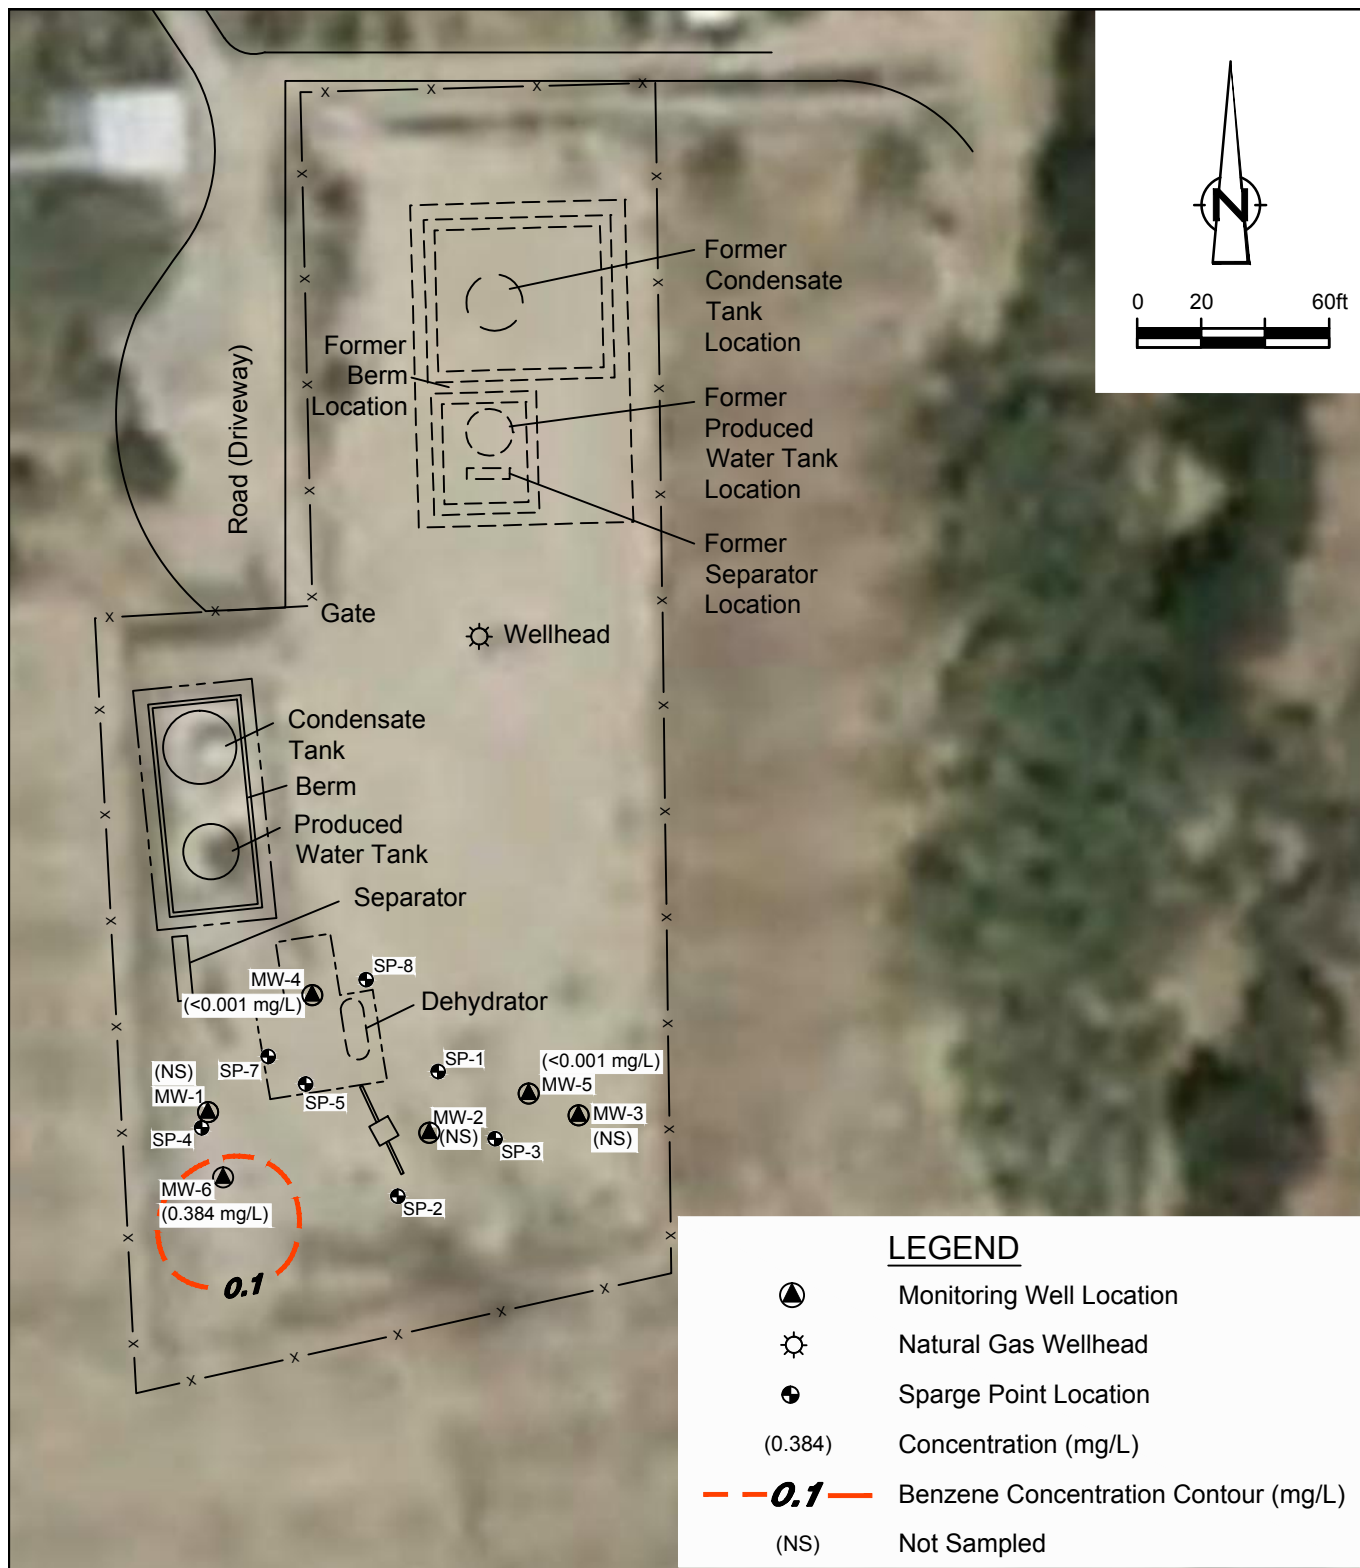 N
0 20 60ft
Former
Condensate
Tank
Location
Former
Berm
Location
Former
Produced
Water Tank
Location
Road (Driveway)
Former
Separator
Location
Gate
Wellhead
Condensate
Tank
Berm
Produced
Water Tank
Separator
SP-8
MW-4
(<0.001 mg/L)
Dehydrator
SP-7
SP-5
SP-1
(<0.001 mg/L)
MW-5
(NS)
MW-1
SP-4
MW-2
(NS)
SP-3
MW-3
(NS)
MW-6
(0.384 mg/L)
SP-2
0.1
LEGEND
Monitoring Well Location
Natural Gas Wellhead
Sparge Point Location
(0.384) Concentration (mg/L)
0.1 Benzene Concentration Contour (mg/L)
(NS) Not Sampled